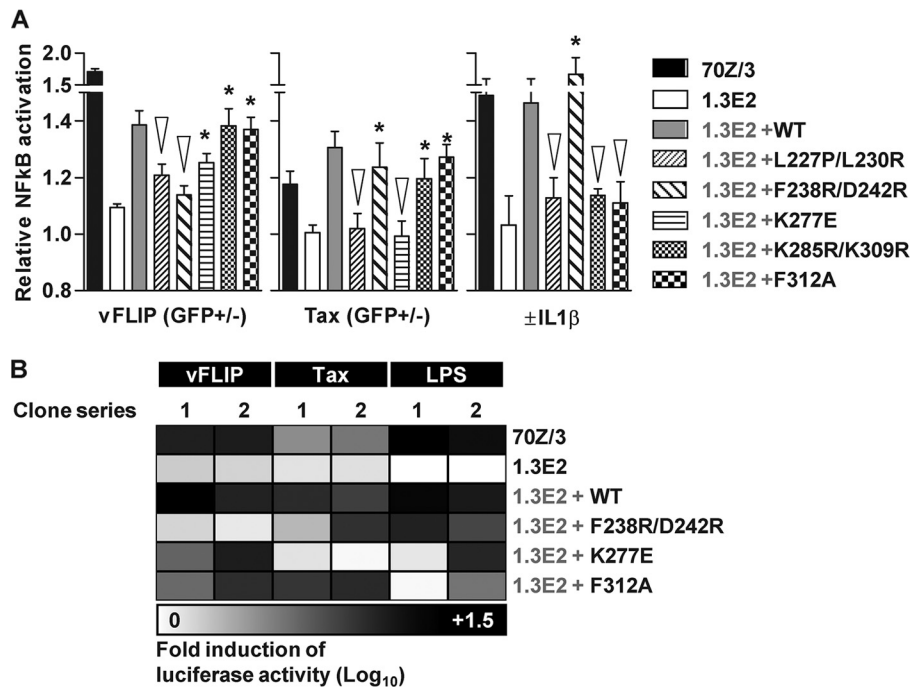 A
Relative NFkB activation
2.0
1.5
1.4
1.2
1.0
0.8
* * *
* * *
*
vFLIP (GFP+/-)
Tax (GFP+/-)
±IL1β
70Z/3
1.3E2
1.3E2 +WT
1.3E2 +L227P/L230R
1.3E2 +F238R/D242R
1.3E2 +K277E
1.3E2 +K285R/K309R
1.3E2 +F312A
B
vFLIP Tax LPS
Clone series 1 2 1 2 1 2
70Z/3
1.3E2
1.3E2 + WT
1.3E2 + F238R/D242R
1.3E2 + K277E
1.3E2 + F312A
0 +1.5
Fold induction of
luciferase activity (Log10)